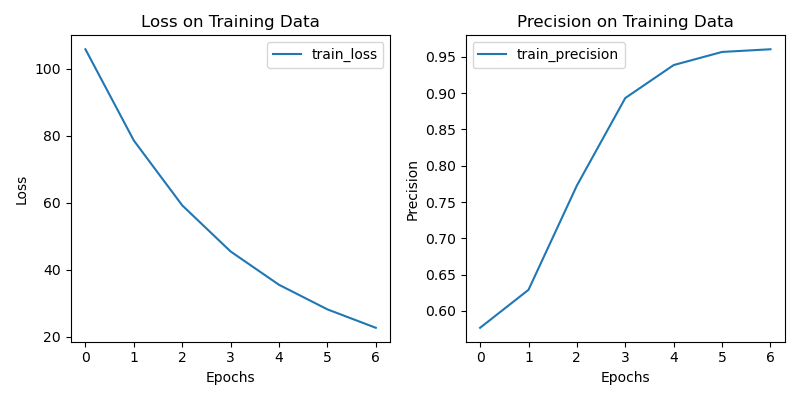 Loss on Training Data
train_loss
100
80
60
40
20
Loss
0 1 2 3 4 5 6
Epochs
Precision on Training Data
train_precision
0.95
0.90
0.85
0.80
0.75
0.70
0.65
0.60
Precision
0 1 2 3 4 5 6
Epochs